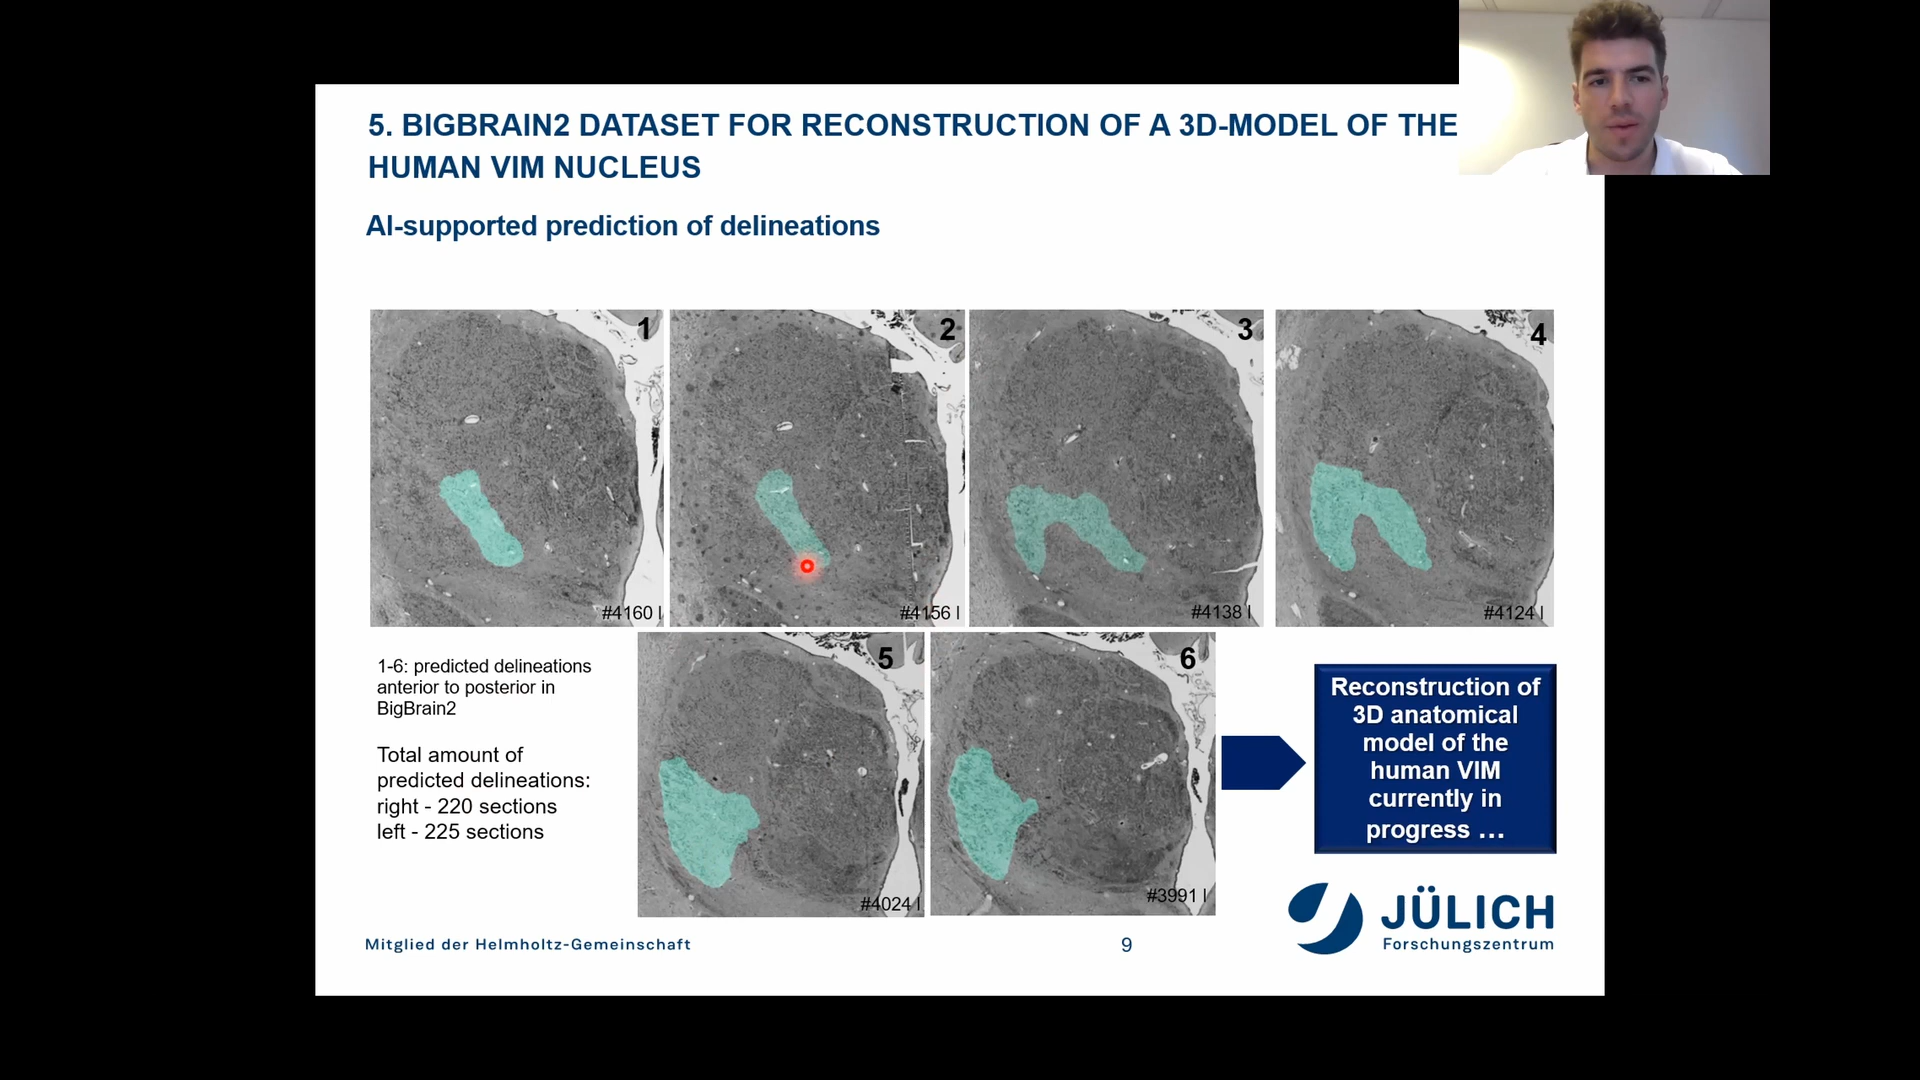 5. BIGBRAIN2 DATASET FOR RECONSTRUCTION OF A 3D-MODEL OF THE
HUMAN VIM NUCLEUS
AI-supported prediction of delineations
1
2
3
4
#4160 l
#4156 l
#4138 l
#4124 l
5
6
#4024 l
#3991 l
1-6: predicted delineations
anterior to posterior in
BigBrain2
Total amount of
predicted delineations:
right - 220 sections
left - 225 sections
Reconstruction of
3D anatomical
model of the
human VIM
currently in
progress …
Mitglied der Helmholtz-Gemeinschaft
9
JÜLICH
Forschungszentrum